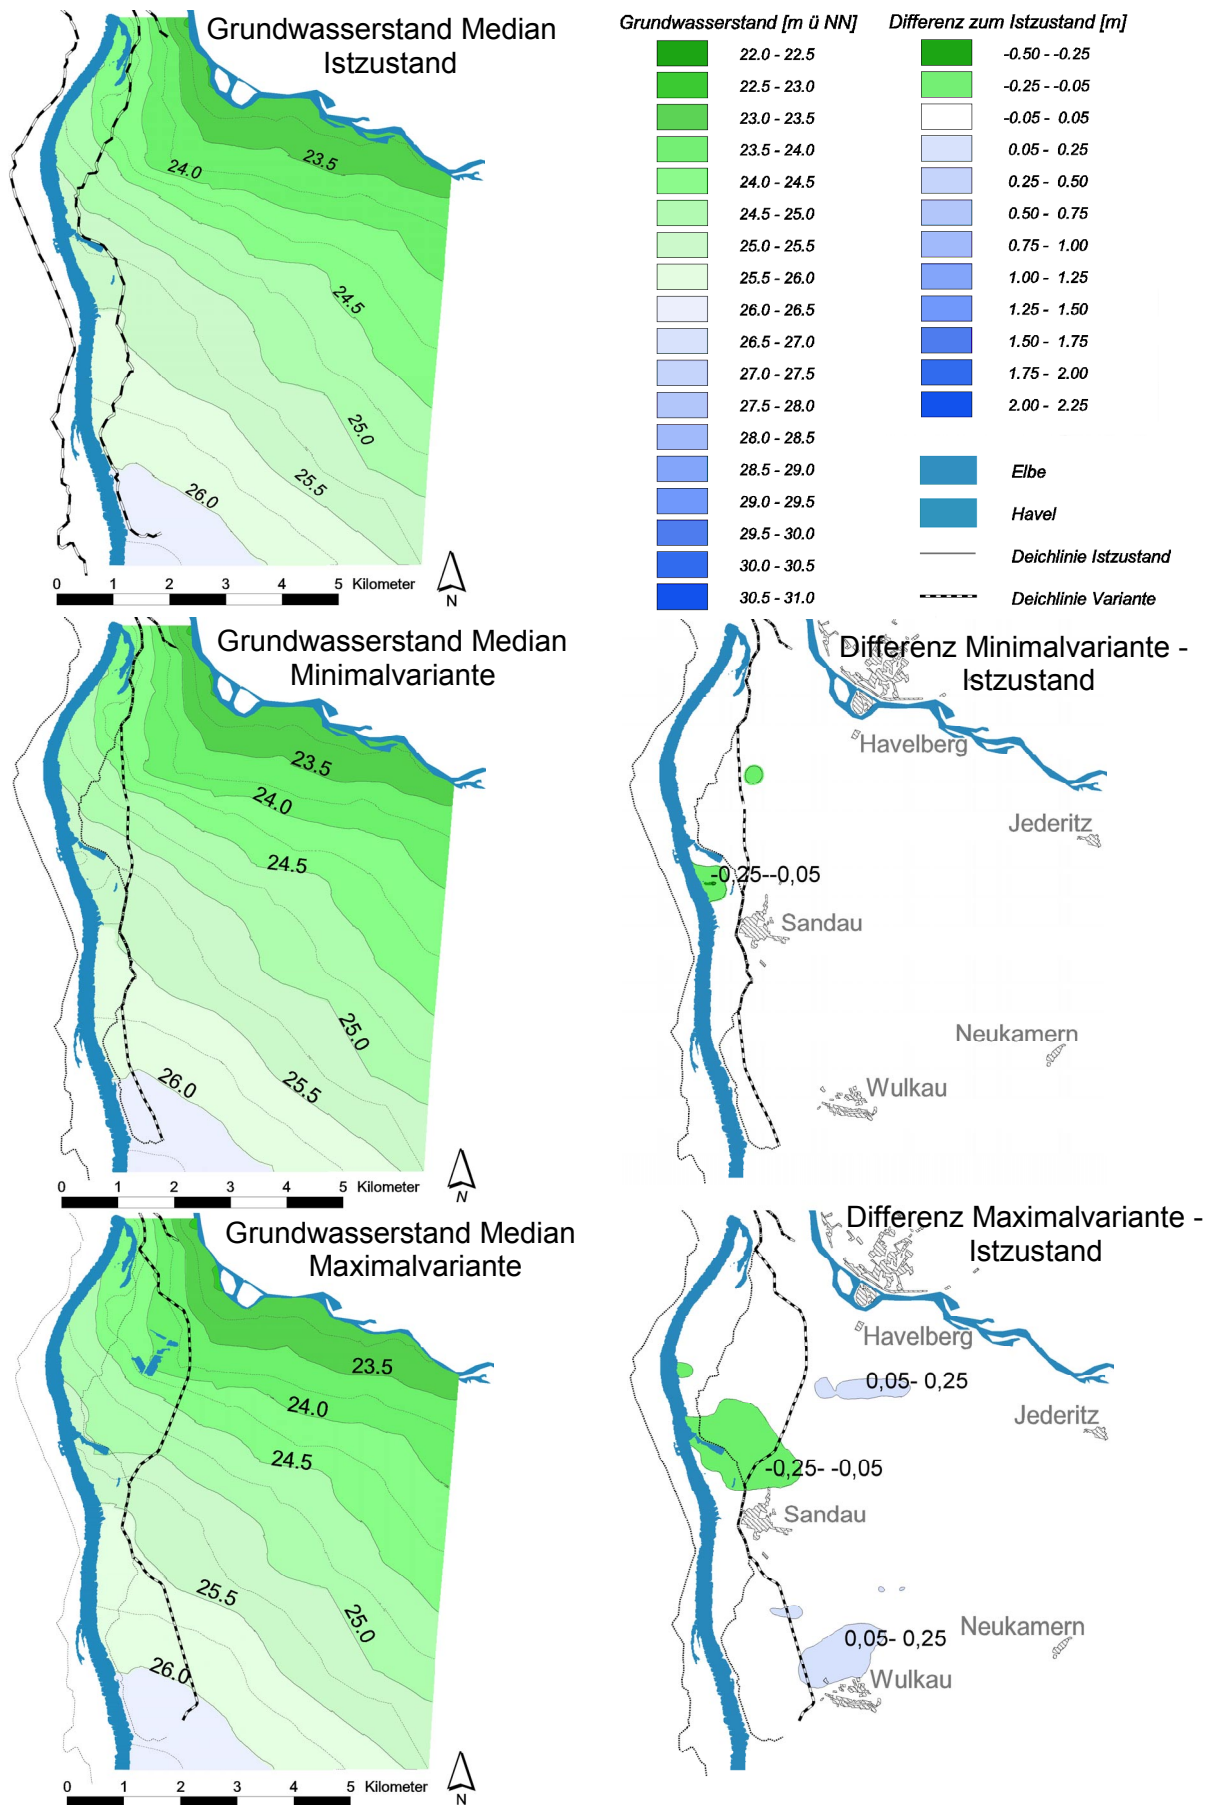 Grundwasserstand Median
Istzustand
24.0
23.5
24.5
25.0
25.5
26.0
0 1 2 3 4 5 Kilometer
N
Grundwasserstand [m ü NN]
22.0 - 22.5
22.5 - 23.0
23.0 - 23.5
23.5 - 24.0
24.0 - 24.5
24.5 - 25.0
25.0 - 25.5
25.5 - 26.0
26.0 - 26.5
26.5 - 27.0
27.0 - 27.5
27.5 - 28.0
28.0 - 28.5
28.5 - 29.0
29.0 - 29.5
29.5 - 30.0
30.0 - 30.5
30.5 - 31.0
Differenz zum Istzustand [m]
-0.50 - -0.25
-0.25 - -0.05
-0.05 - 0.05
0.05 - 0.25
0.25 - 0.50
0.50 - 0.75
0.75 - 1.00
1.00 - 1.25
1.25 - 1.50
1.50 - 1.75
1.75 - 2.00
2.00 - 2.25
Elbe
Havel
Deichlinie Istzustand
Deichlinie Variante
Grundwasserstand Median
Minimalvariante
23.5
24.0
24.5
25.0
25.5
26.0
0 1 2 3 4 5 Kilometer
N
Differenz Minimalvariante -
Istzustand
Havelberg
Jederitz
-0,25--0,05
Sandau
Neukamern
Wulkau
Grundwasserstand Median
Maximalvariante
23.5
24.0
24.5
25.5
25.0
26.0
0 1 2 3 4 5 Kilometer
N
Differenz Maximalvariante -
Istzustand
Havelberg
0,05- 0,25
Jederitz
-0,25- -0,05
Sandau
Neukamern
0,05- 0,25
Wulkau